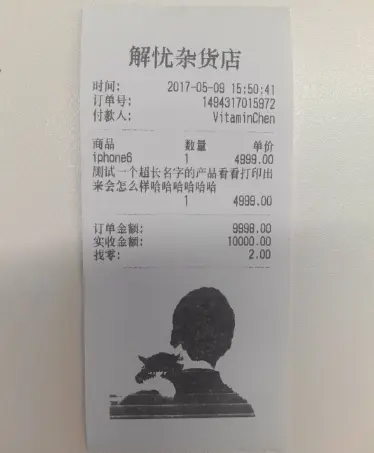 解忧杂货店
时间: 2017-05-09 15:50:41
订单号: 1494317015972
付款人: VitaminChen
商品 数量 单价
iphone6 1 4999.00
测试一个超长名字的产品看看打印出
来会怎么样哈哈哈哈哈哈
1 4999.00
订单金额: 9998.00
实收金额: 10000.00
找零: 2.00